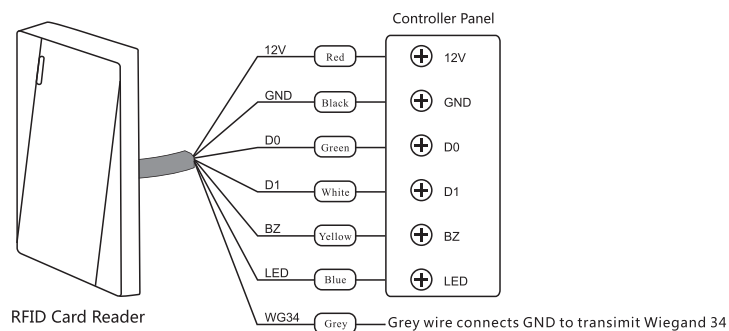 Controller Panel
12V Red 12V
GND Black GND
D0 Green D0
D1 White D1
BZ Yellow BZ
LED Blue LED
WG34 Grey Grey wire connects GND to transimit Wiegand 34
RFID Card Reader